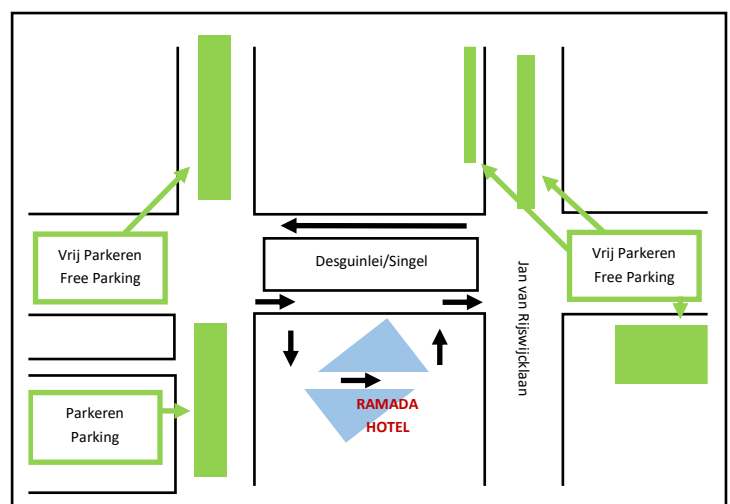 Vrij Parkeren
Free Parking
Desguinlei/Singel
Jan van Rijswijcklaan
Vrij Parkeren
Free Parking
Parkeren
Parking
RAMADA
HOTEL